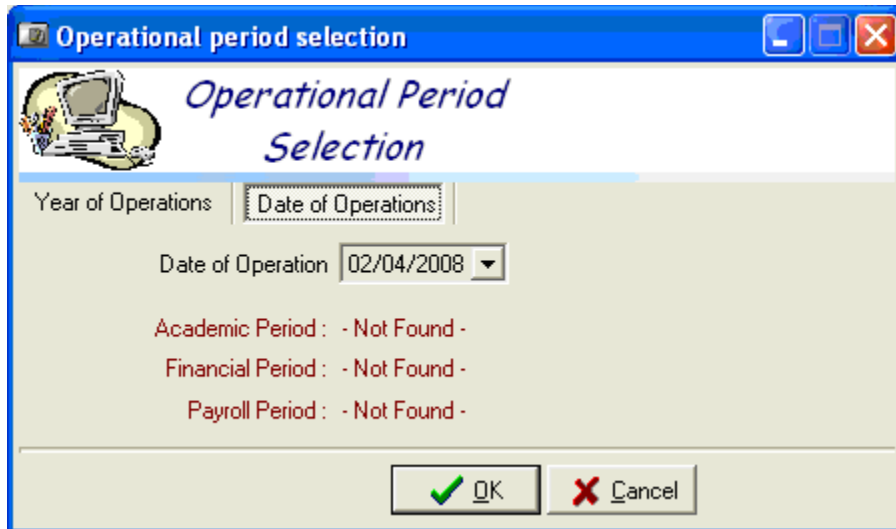 Operational period selection
Operational Period
Selection
Year of Operations Date of Operations
Date of Operation 02/04/2008
Academic Period : - Not Found -
Financial Period : - Not Found -
Payroll Period : - Not Found -
OK Cancel